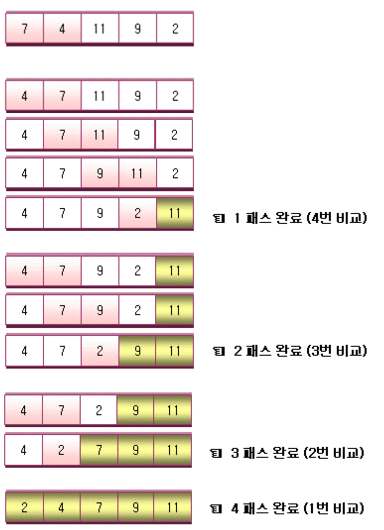 7 4 11 9 2
4 7 11 9 2
4 7 11 9 2
4 7 9 11 2
4 7 9 2 11 ☜ 1 패스 완료 (4번 비교)
4 7 9 2 11
4 7 9 2 11
4 7 2 9 11 ☜ 2 패스 완료 (3번 비교)
4 7 2 9 11
4 2 7 9 11 ☜ 3 패스 완료 (2번 비교)
2 4 7 9 11 ☜ 4 패스 완료 (1번 비교)